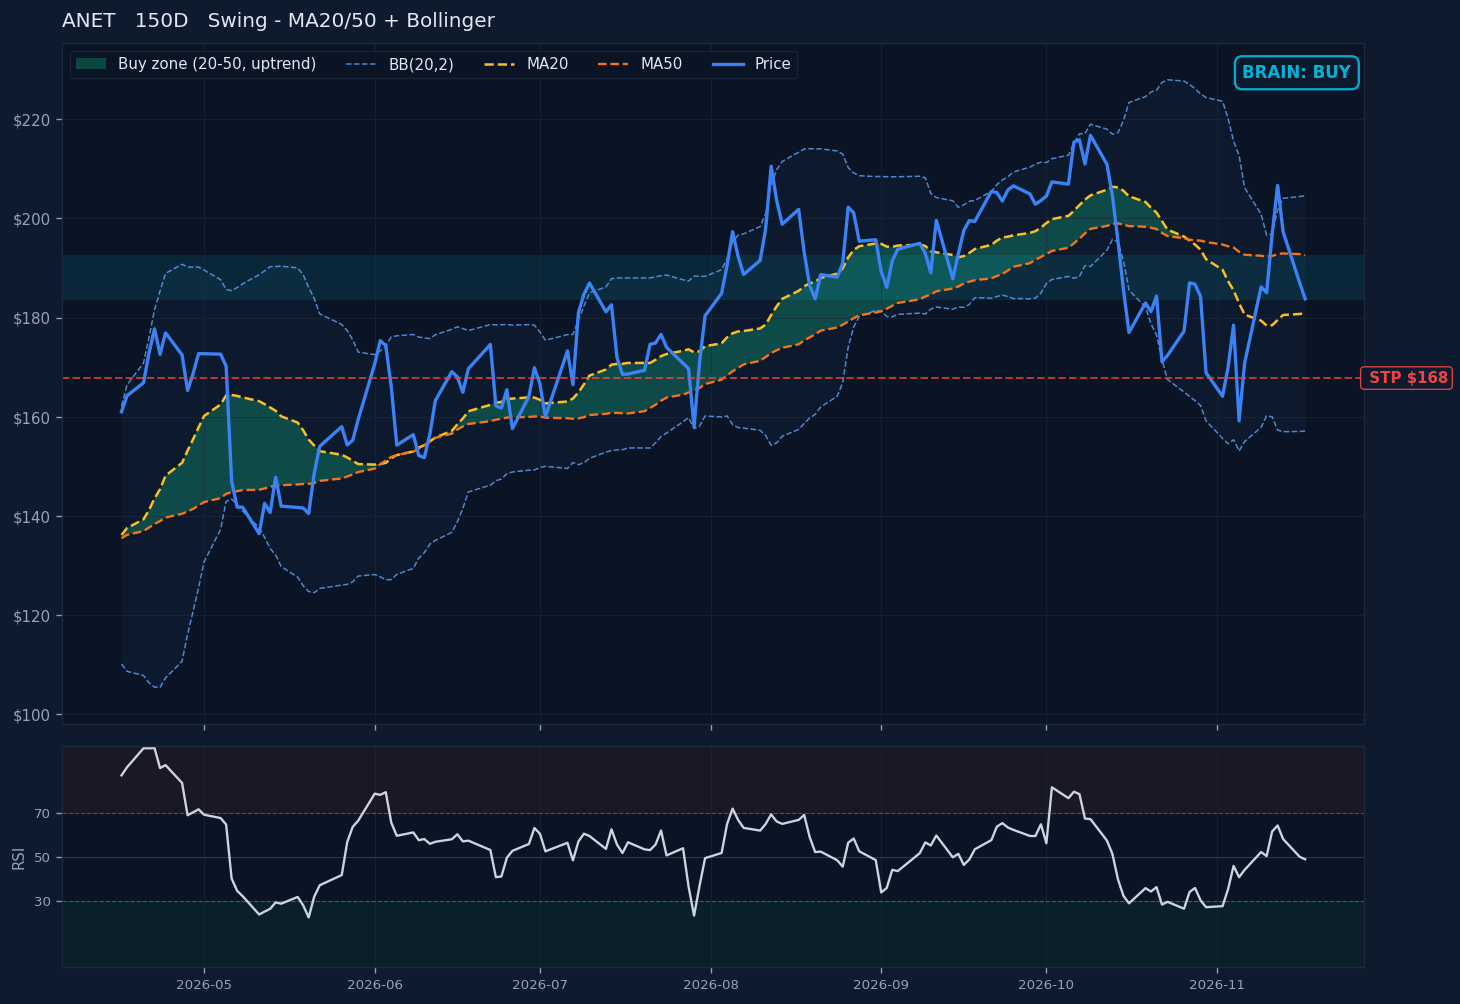 ANET   150D   Swing - MA20/50 + Bollinger
Buy zone (20-50, uptrend)   BB(20,2)   MA20   MA50   Price
BRAIN: BUY
$220
$200
$180
$160
$140
$120
$100
STP $168
RSI
70
50
30
2026-05   2026-06   2026-07   2026-08   2026-09   2026-10   2026-11